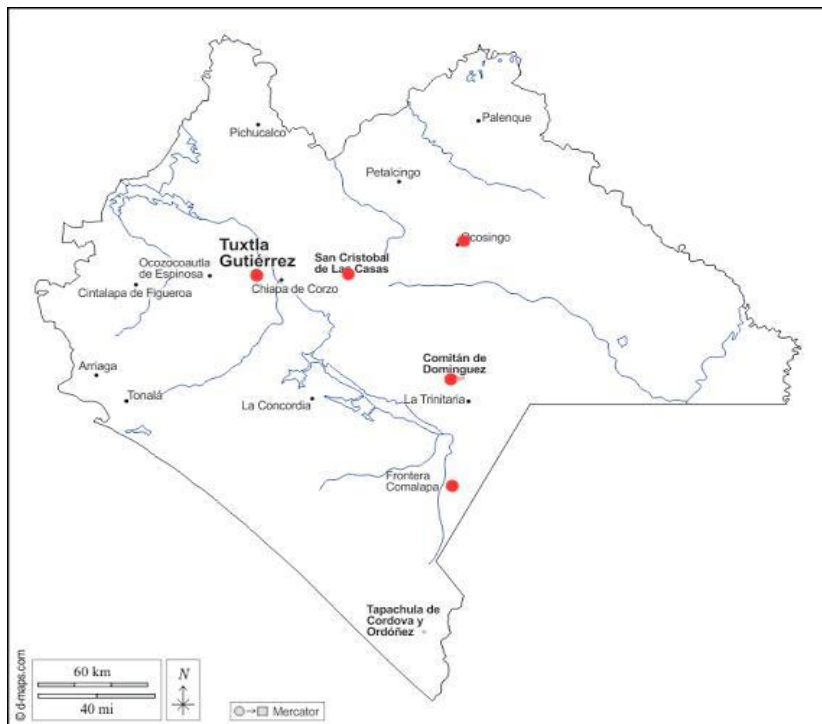 Palenque
Pichucalco
Petalcingo
Tuxtla
Gutiérrez
Ocozocoautla
de Espinosa
San Cristobal
de Las Casas
Ocosingo
Cintalapa de Figueroa
Chiapa de Corzo
Comitán de
Domínguez
Arriaga
Tonalá
La Concordia
La Trinitaria
Frontera
Comalapa
Tapachula de
Cordova y
Ordóñez
60 km
40 mi
N
Mercator
© d-maps.com